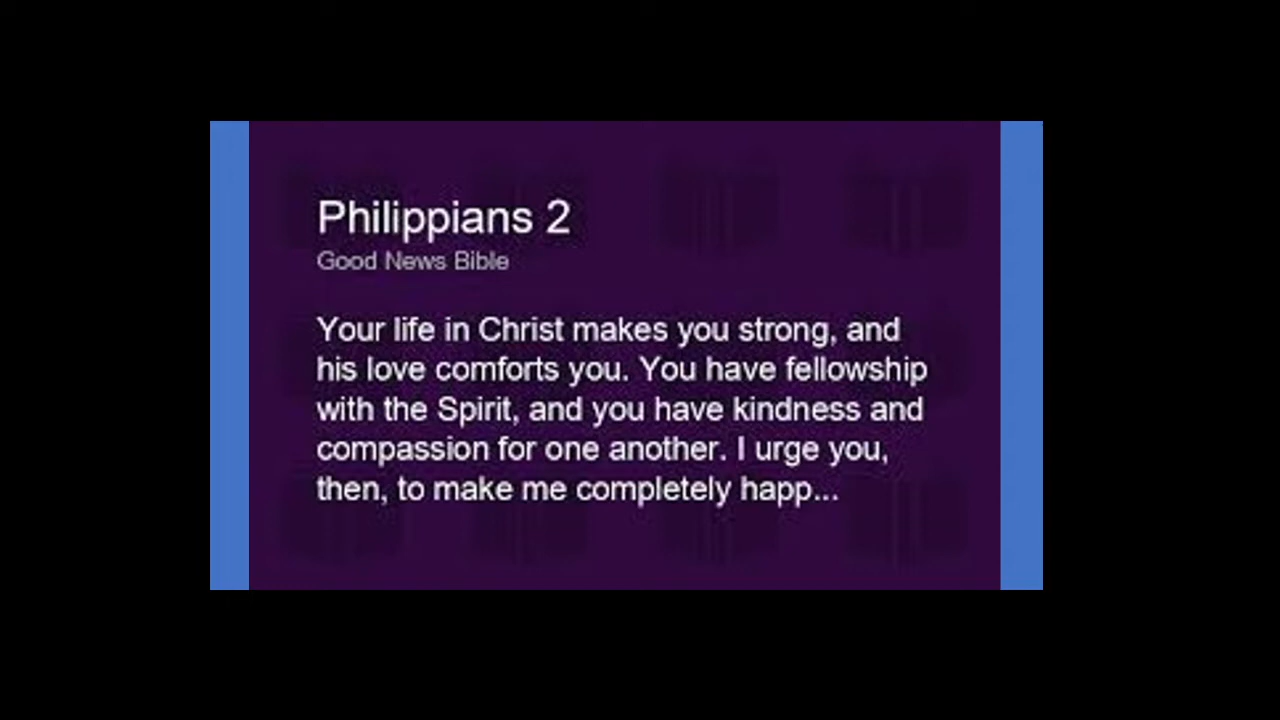 Philippians 2
Good News Bible
Your life in Christ makes you strong, and
his love comforts you. You have fellowship
with the Spirit, and you have kindness and
compassion for one another. I urge you,
then, to make me completely happ...